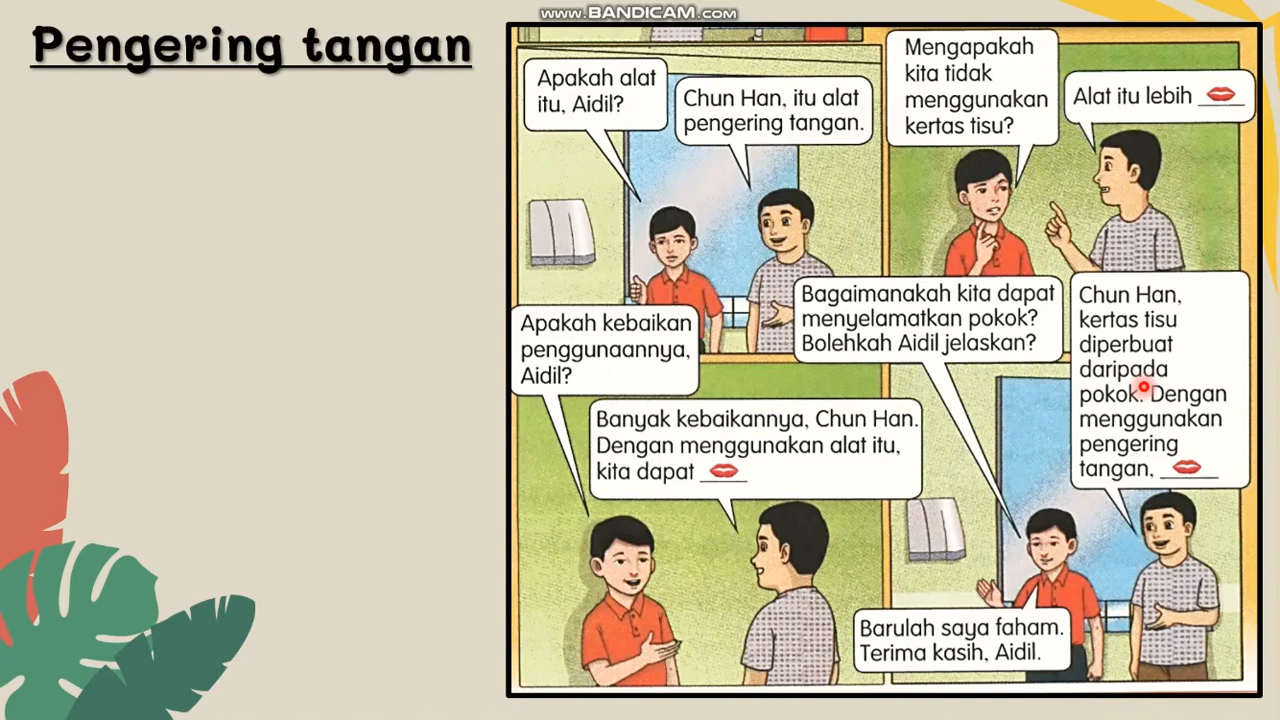 www.BANDICAM.com
Pengering tangan
Apakah alat
itu, Aidil?
Chun Han, itu alat
pengering tangan.
Mengapakah
kita tidak
menggunakan
kertas tisu?
Alat itu lebih ____
Apakah kebaikan
penggunaannya,
Aidil?
Banyak kebaikannya, Chun Han.
Dengan menggunakan alat itu,
kita dapat ____
Bagaimanakah kita dapat
menyelamatkan pokok?
Bolehkah Aidil jelaskan?
Chun Han,
kertas tisu
diperbuat
daripada
pokok. Dengan
menggunakan
pengering
tangan, ____
Barulah saya faham.
Terima kasih, Aidil.